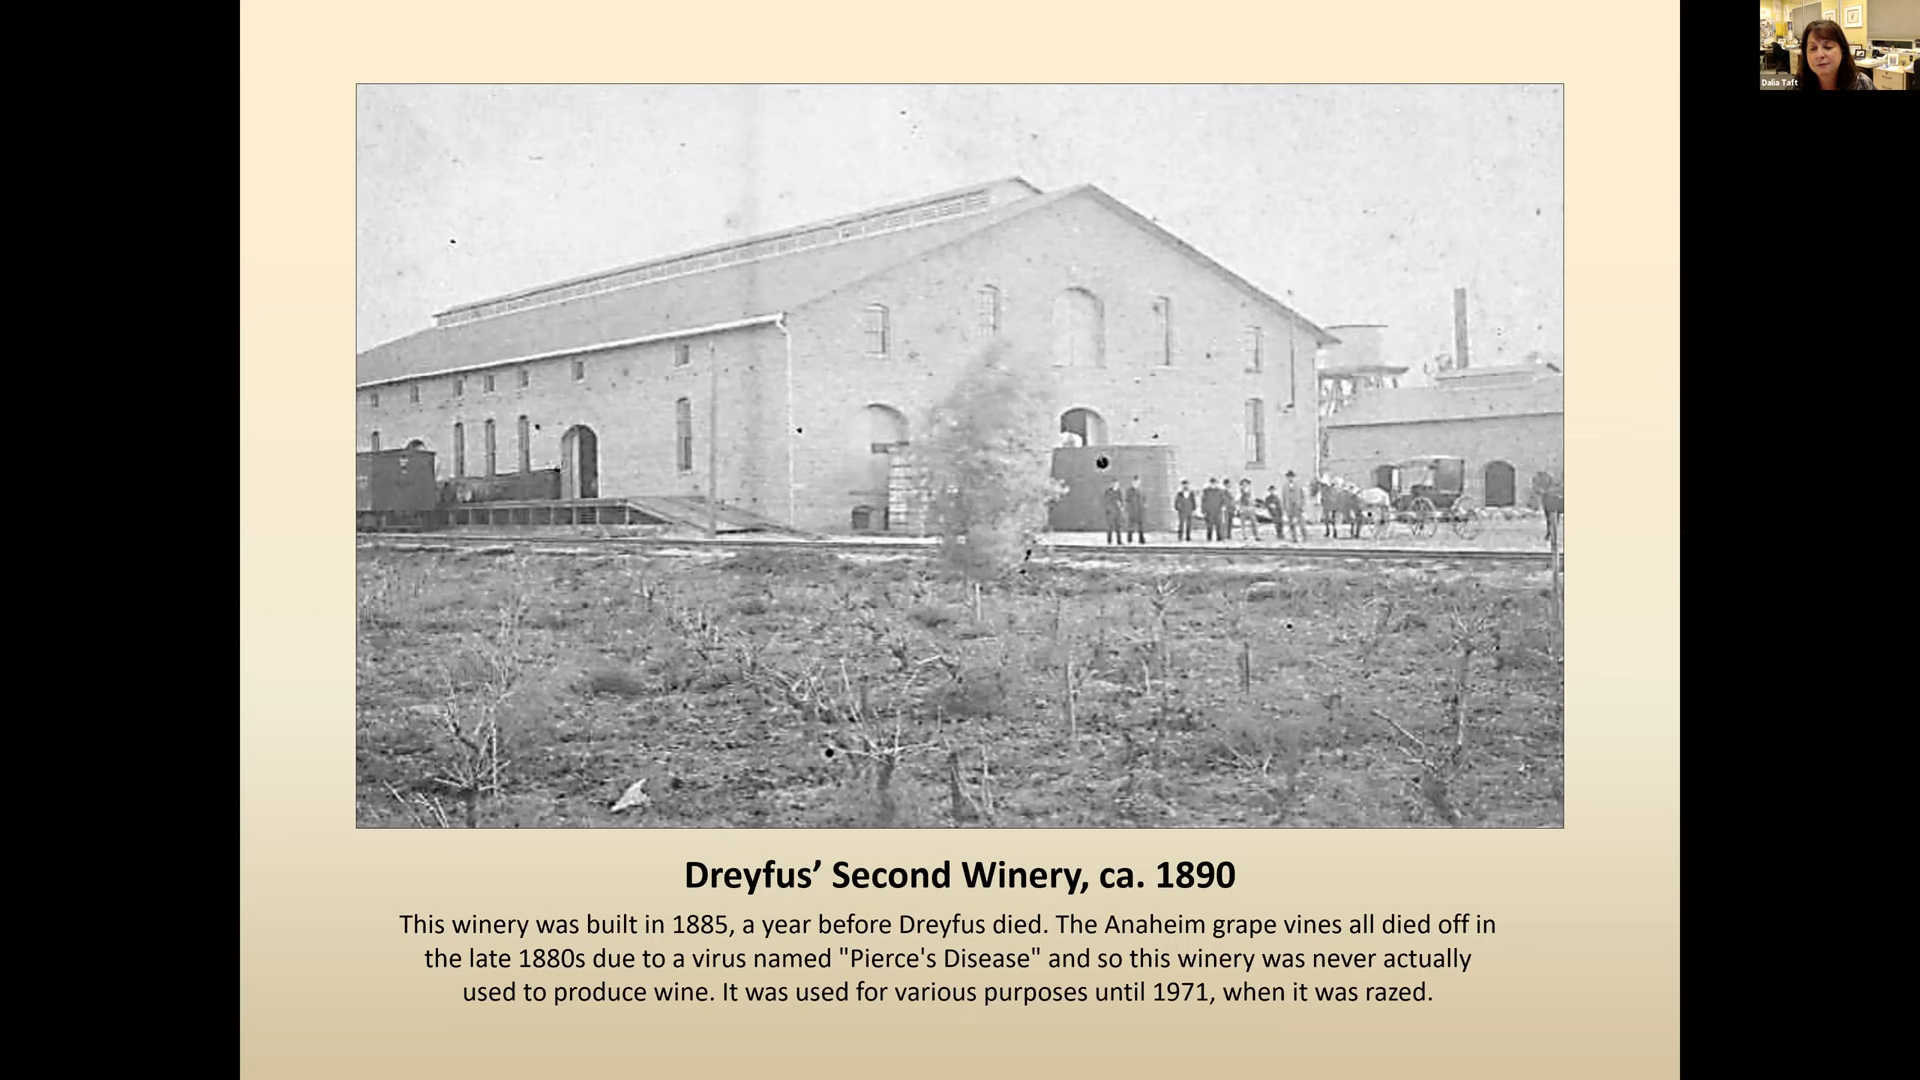 Dalia Taft
Dreyfus’ Second Winery, ca. 1890
This winery was built in 1885, a year before Dreyfus died. The Anaheim grape vines all died off in
the late 1880s due to a virus named "Pierce's Disease" and so this winery was never actually
used to produce wine. It was used for various purposes until 1971, when it was razed.